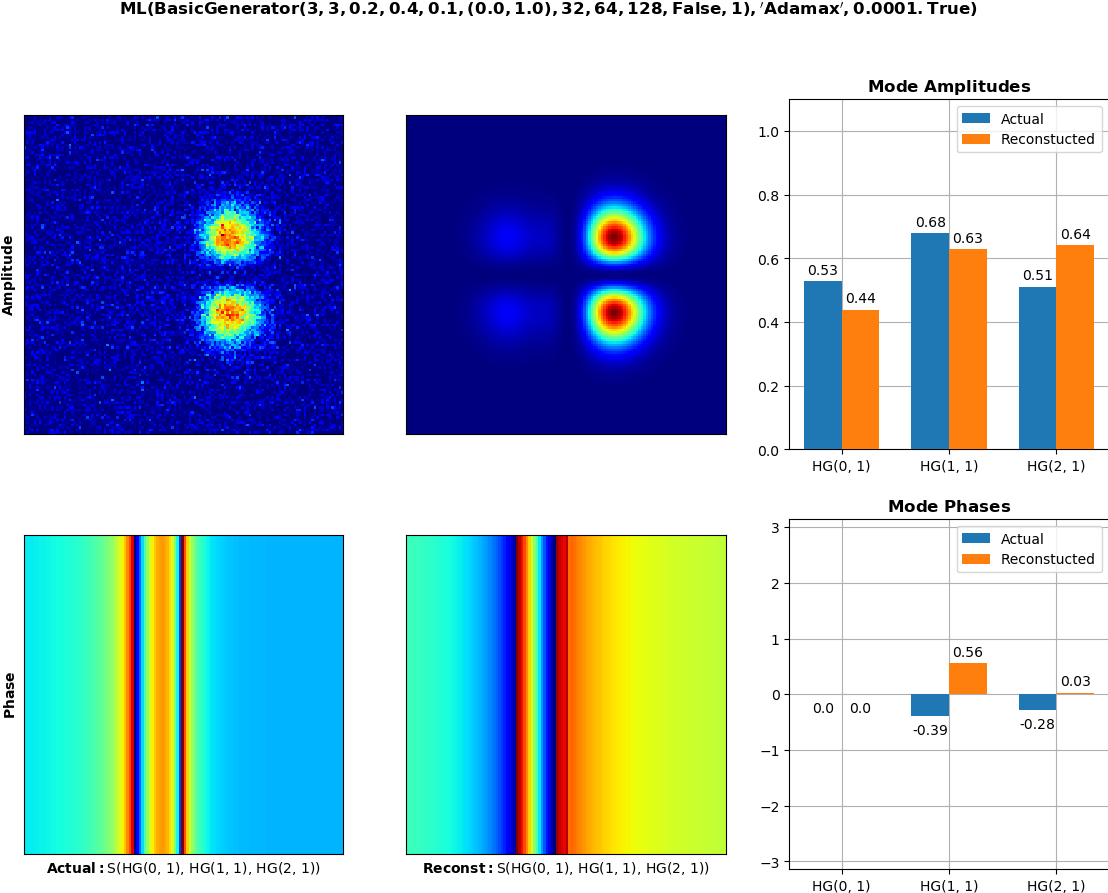 ML(BasicGenerator(3, 3, 0.2, 0.4, 0.1, (0.0, 1.0), 32, 64, 128, False, 1), ′Adamax′, 0.0001. True)
Amplitude
Mode Amplitudes
Actual
Reconstucted
1.0
0.8
0.6
0.4
0.2
0.0
0.53
0.44
0.68
0.63
0.51
0.64
HG(0, 1)
HG(1, 1)
HG(2, 1)
Phase
Actual: S(HG(0, 1), HG(1, 1), HG(2, 1))
Reconst: S(HG(0, 1), HG(1, 1), HG(2, 1))
Mode Phases
Actual
Reconstucted
3
2
1
0
−1
−2
−3
0.0
0.0
-0.39
0.56
-0.28
0.03
HG(0, 1)
HG(1, 1)
HG(2, 1)